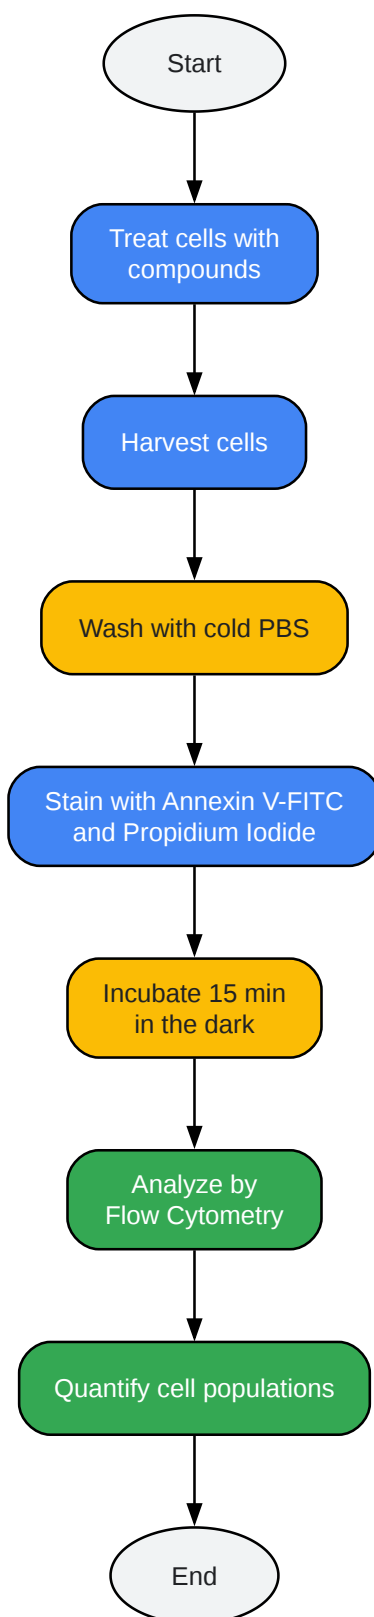 Start
Treat cells with
compounds
Harvest cells
Wash with cold PBS
Stain with Annexin V-FITC
and Propidium Iodide
Incubate 15 min
in the dark
Analyze by
Flow Cytometry
Quantify cell populations
End